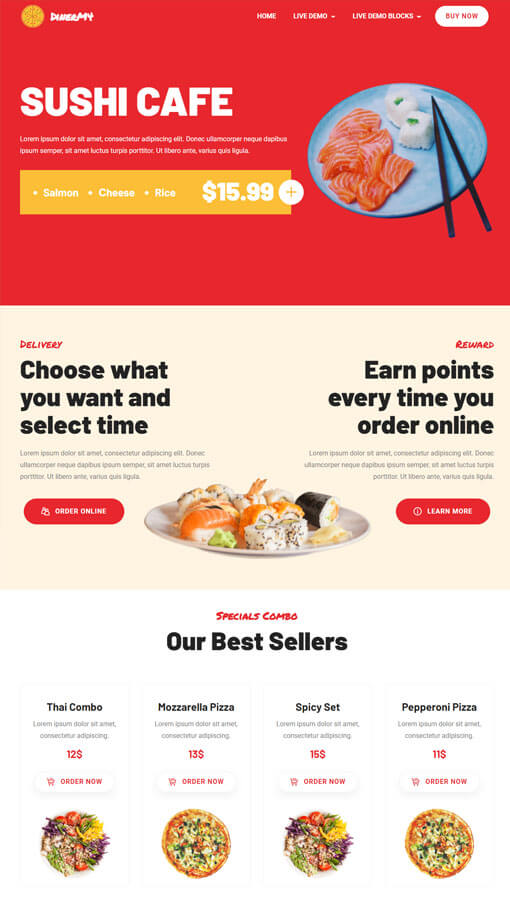 DinerM4
HOME LIVE DEMO LIVE DEMO BLOCKS BUY NOW
SUSHI CAFE
Lorem ipsum dolor sit amet, consectetur adipiscing elit. Donec ullamcorper neque dapibus
ipsum semper, sit amet luctus turpis porttitor. Ut libero ante, varius quis ligula.
• Salmon • Cheese • Rice $15.99 +
Delivery
Choose what
you want and
select time
Lorem ipsum dolor sit amet, consectetur adipiscing elit. Donec
ullamcorper neque dapibus ipsum semper, sit amet luctus turpis
porttitor. Ut libero ante, varius quis ligula.
ORDER ONLINE
Reward
Earn points
every time you
order online
Lorem ipsum dolor sit amet, consectetur adipiscing elit. Donec
ullamcorper neque dapibus ipsum semper, sit amet luctus turpis
porttitor. Ut libero ante, varius quis ligula.
LEARN MORE
Specials Combo
Our Best Sellers
Thai Combo
Lorem ipsum dolor sit amet,
consectetur adipiscing.
12$
ORDER NOW
Mozzarella Pizza
Lorem ipsum dolor sit amet,
consectetur adipiscing.
13$
ORDER NOW
Spicy Set
Lorem ipsum dolor sit amet,
consectetur adipiscing.
15$
ORDER NOW
Pepperoni Pizza
Lorem ipsum dolor sit amet,
consectetur adipiscing.
11$
ORDER NOW